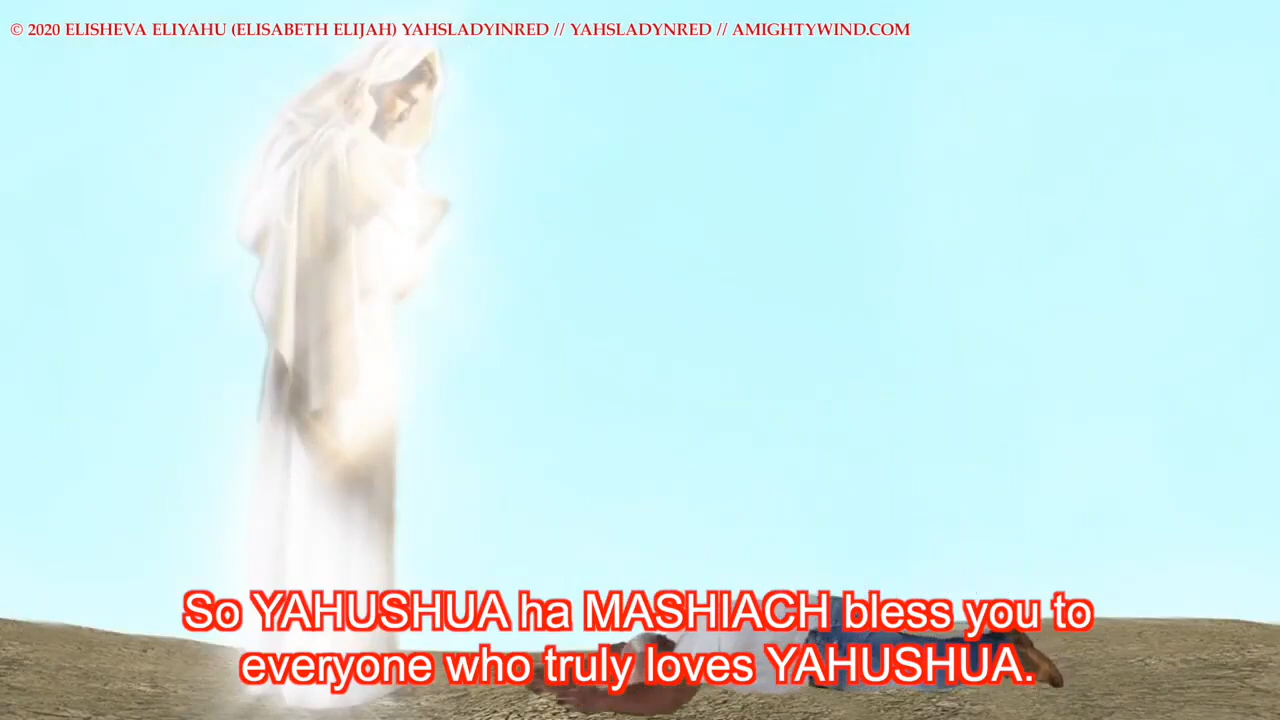 © 2020 ELISHEVA ELIYAHU (ELISABETH ELIJAH) YAHSLADYINRED // YAHSLADYNRED // AMIGHTYWIND.COM
So YAHUSHUA ha MASHIACH bless you to
everyone who truly loves YAHUSHUA.